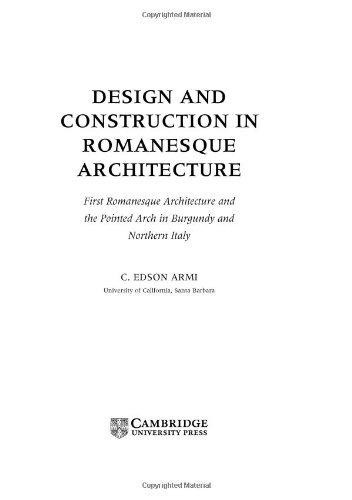 Copyrighted Material
DESIGN AND
CONSTRUCTION IN
ROMANESQUE
ARCHITECTURE
First Romanesque Architecture and
the Pointed Arch in Burgundy and
Northern Italy
C. EDSON ARMI
University of California, Santa Barbara
CAMBRIDGE
UNIVERSITY PRESS
Copyrighted Material